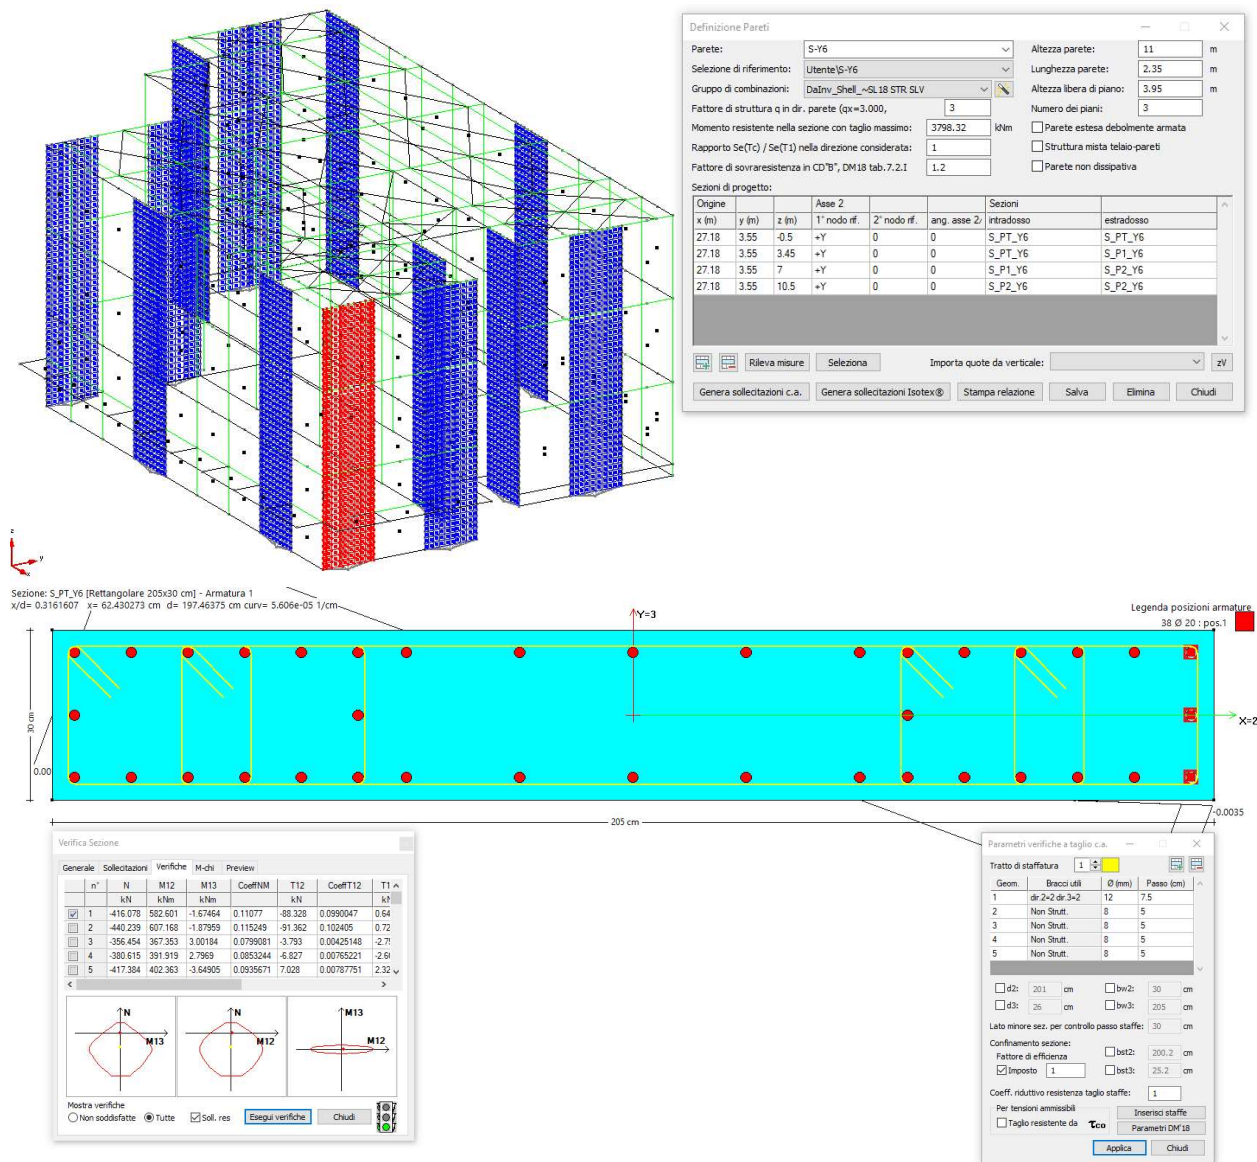 Definizione Pareti
Parete: S-Y6 Altezza parete: 11 m
Selezione di riferimento: Utente\S-Y6 Lunghezza parete: 2.35 m
Gruppo di combinazioni: DaInv_Shell_~SL18 STR SLV Altezza libera di piano: 3.95 m
Fattore di struttura q in dir. parete (qx=3.000, 3 Numero dei piani: 3
Momento resistente nella sezione con taglio massimo: 3798.32 kNm Parete estesa debolmente armata
Rapporto Se(Tc) / Se(T1) nella direzione considerata: 1 Struttura mista telaio-pareti
Fattore di sovraresistenza in CD"B", DM18 tab.7.2.I 1.2 Parete non dissipativa
Sezioni di progetto:
Origine Asse 2 Sezioni
x (m) y (m) z (m) 1° nodo rif. 2° nodo rif. ang. asse 2/ intradosso estradosso
27.18 3.55 -0.5 +Y 0 0 S_PT_Y6 S_PT_Y6
27.18 3.55 3.45 +Y 0 0 S_PT_Y6 S_P1_Y6
27.18 3.55 7 +Y 0 0 S_P1_Y6 S_P2_Y6
27.18 3.55 10.5 +Y 0 0 S_P2_Y6 S_P2_Y6
Rileva misure Seleziona Importa quote da verticale: zV
Genera sollecitazioni c.a. Genera sollecitazioni Isotex® Stampa relazione Salva Elimina Chiudi
z
y
x
Sezione: S_PT_Y6 [Rettangolare 205x30 cm] - Armatura 1
x/d= 0.3161607 x= 62.430273 cm d= 197.46375 cm curv= 5.606e-05 1/cm
Y=3
Legenda posizioni armature
38 Ø 20 : pos.1
30 cm
X=2
0.00
-0.0035
205 cm
Verifica Sezione
Generale Sollecitazioni Verifiche M-chi Preview
n° N M12 M13 CoeffNM T12 CoeffT12 T1
kN kNm kNm kN kN
1 -416.078 582.601 -1.67464 0.11077 -88.328 0.0990047 0.64
2 -440.239 607.168 -1.87959 0.115249 -91.362 0.102405 0.72
3 -356.454 367.353 3.00184 0.0799081 -3.793 0.00425148 -2.75
4 -380.615 391.919 2.7969 0.0853244 -6.827 0.00765221 -2.60
5 -417.384 402.363 -3.64905 0.0935671 7.028 0.00787751 2.32
N
M13
N
M12
M13
M12
Mostra verifiche
Non soddisfatte Tutte Soll. res Esegui verifiche Chiudi
Parametri verifiche a taglio c.a.
Tratto di staffatura 1
Geom. Bracci utili Ø (mm) Passo (cm)
1 dir.2=2 dir.3=2 12 7.5
2 Non Strutt. 8 5
3 Non Strutt. 8 5
4 Non Strutt. 8 5
5 Non Strutt. 8 5
d2: 201 cm bw2: 30 cm
d3: 26 cm bw3: 205 cm
Lato minore sez. per controllo passo staffe: 30 cm
Confinamento sezione:
Fattore di efficienza bst2: 200.2 cm
Imposto 1 bst3: 25.2 cm
Coeff. riduttivo resistenza taglio staffe: 1
Per tensioni ammissibili Inserisci staffe
Taglio resistente da τco Parametri DM'18
Applica Chiudi